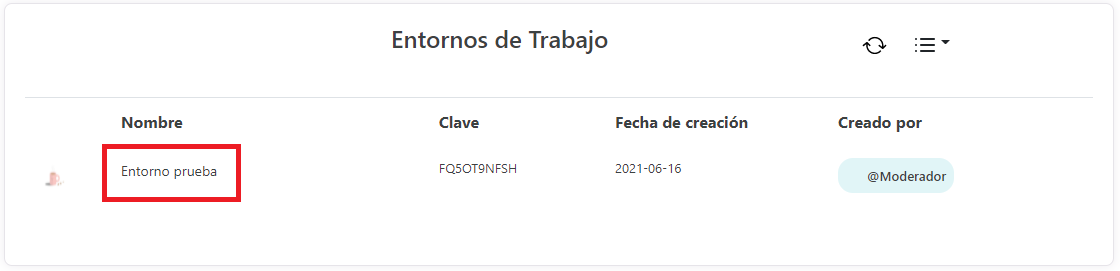 Entornos de Trabajo
Nombre Clave Fecha de creación Creado por
Entorno prueba FQ5OT9NFSH 2021-06-16 @Moderador